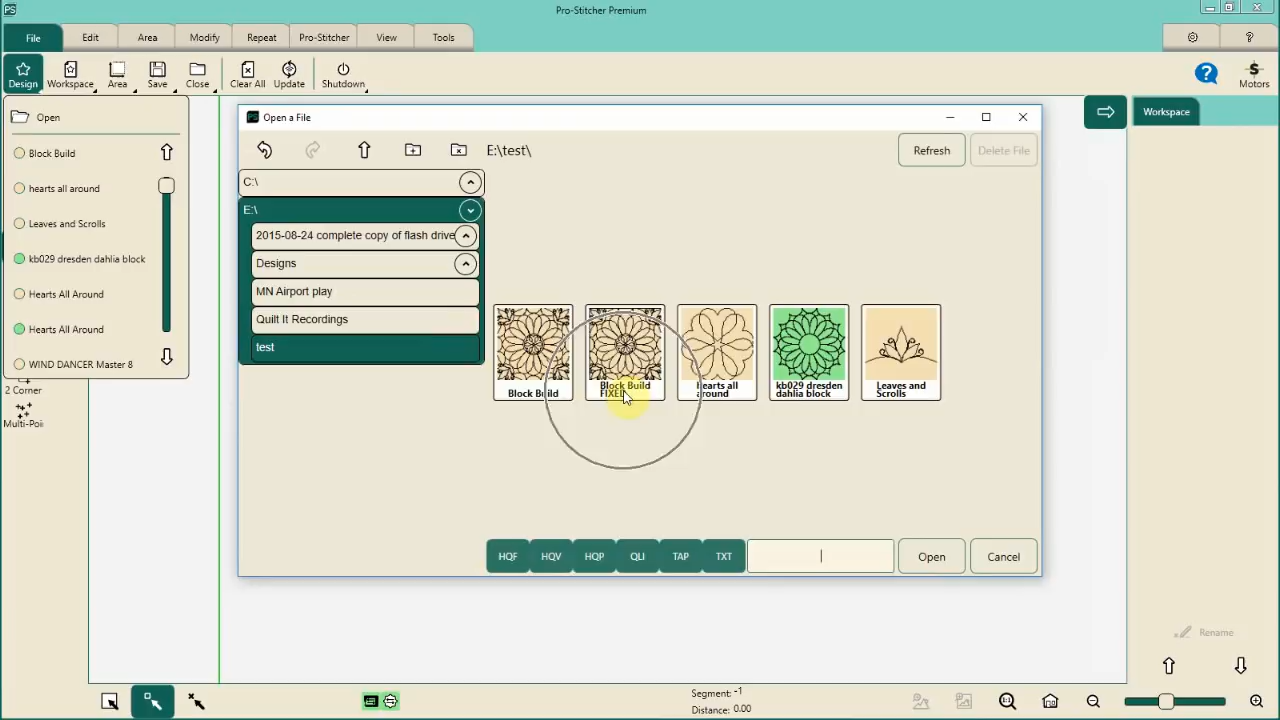 PS
Pro-Stitcher Premium
File
Edit
Area
Modify
Repeat
Pro-Stitcher
View
Tools
?
Design
Workspace
Area
Save
Close
Clear All
Update
Shutdown
?
S
Motors
Open
Block Build
hearts all around
Leaves and Scrolls
kb029 dresden dahlia block
Hearts All Around
Hearts All Around
WIND DANCER Master 8
2 Corner
Multi-Poi
PS
Open a File
E:\test\
Refresh
Delete File
C:\
E:\
2015-08-24 complete copy of flash drive
Designs
MN Airport play
Quilt It Recordings
test
Block Build
Block Build
FIXED
hearts all
around
kb029 dresden
dahlia block
Leaves and
Scrolls
HQF
HQV
HQP
QLI
TAP
TXT
Open
Cancel
Workspace
Rename
Segment: -1
Distance: 0.00
1:1